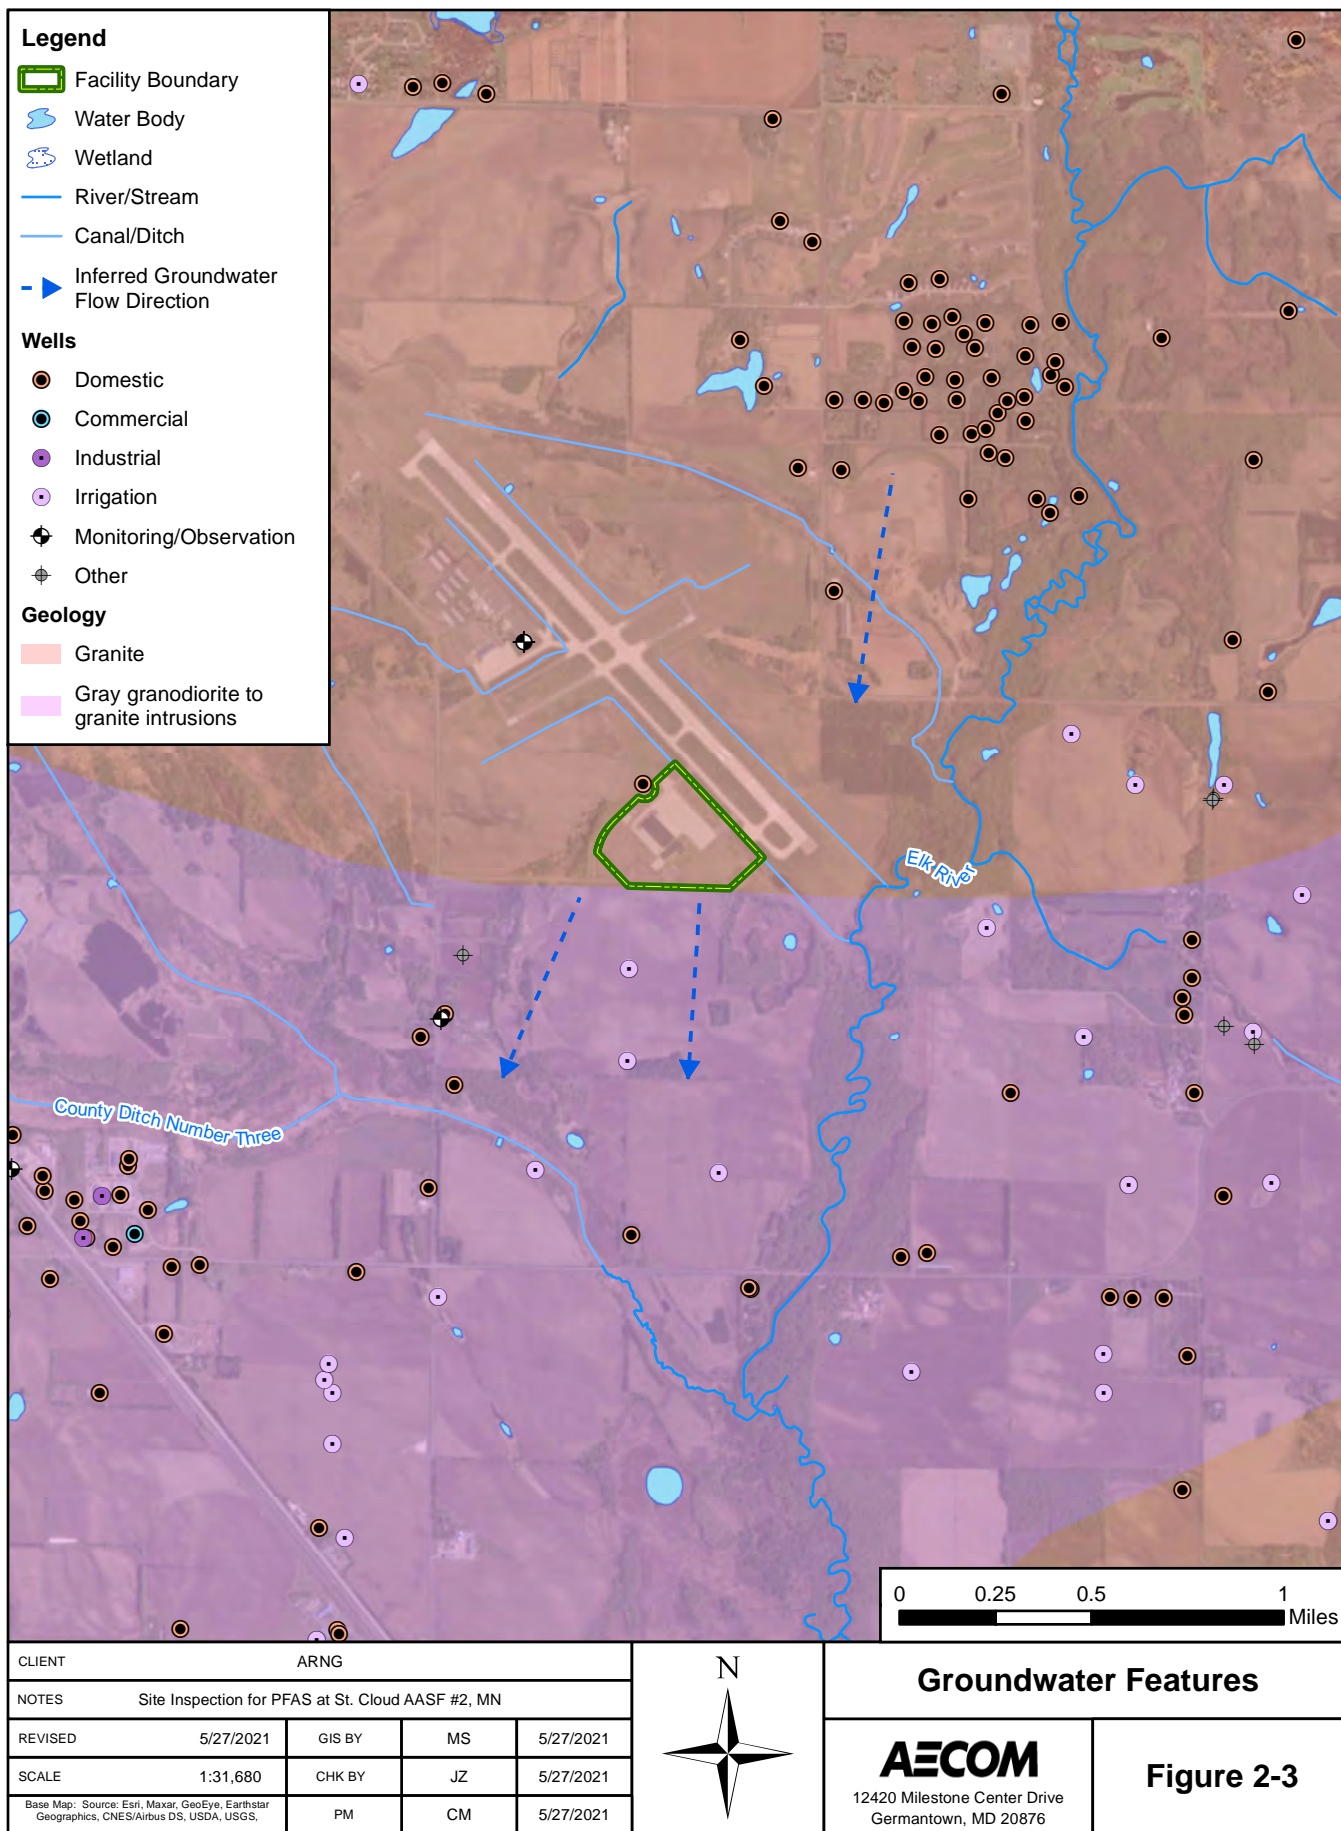 Legend
Facility Boundary
Water Body
Wetland
River/Stream
Canal/Ditch
Inferred Groundwater
Flow Direction
Wells
Domestic
Commercial
Industrial
Irrigation
Monitoring/Observation
Other
Geology
Granite
Gray granodiorite to
granite intrusions
Elk River
County Ditch Number Three
0 0.25 0.5 1
Miles
CLIENT ARNG
NOTES Site Inspection for PFAS at St. Cloud AASF #2, MN
REVISED 5/27/2021 GIS BY MS 5/27/2021
SCALE 1:31,680 CHK BY JZ 5/27/2021
Base Map: Source: Esri, Maxar, GeoEye, Earthstar
Geographics, CNES/Airbus DS, USDA, USGS,
PM CM 5/27/2021
N
Groundwater Features
AECOM
12420 Milestone Center Drive
Germantown, MD 20876
Figure 2-3